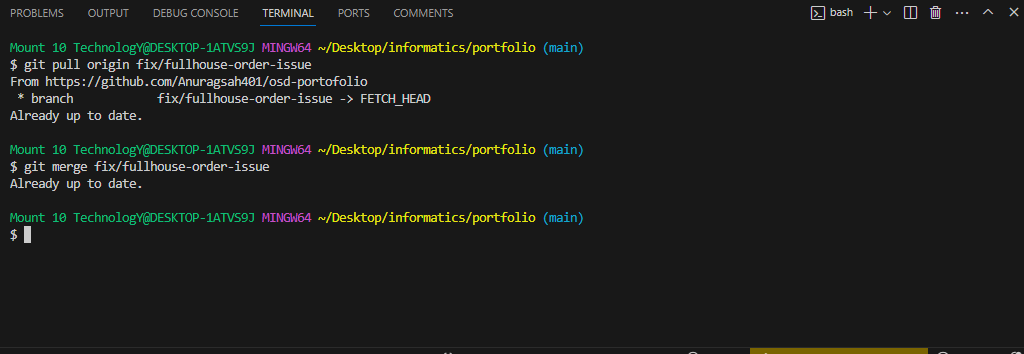 PROBLEMS OUTPUT DEBUG CONSOLE TERMINAL PORTS COMMENTS bash
Mount 10 TechnologY@DESKTOP-1ATVS9J MINGW64 ~/Desktop/informatics/portfolio (main)
$ git pull origin fix/fullhouse-order-issue
From https://github.com/Anuragsah401/osd-portofolio
 * branch            fix/fullhouse-order-issue -> FETCH_HEAD
Already up to date.
Mount 10 TechnologY@DESKTOP-1ATVS9J MINGW64 ~/Desktop/informatics/portfolio (main)
$ git merge fix/fullhouse-order-issue
Already up to date.
Mount 10 TechnologY@DESKTOP-1ATVS9J MINGW64 ~/Desktop/informatics/portfolio (main)
$